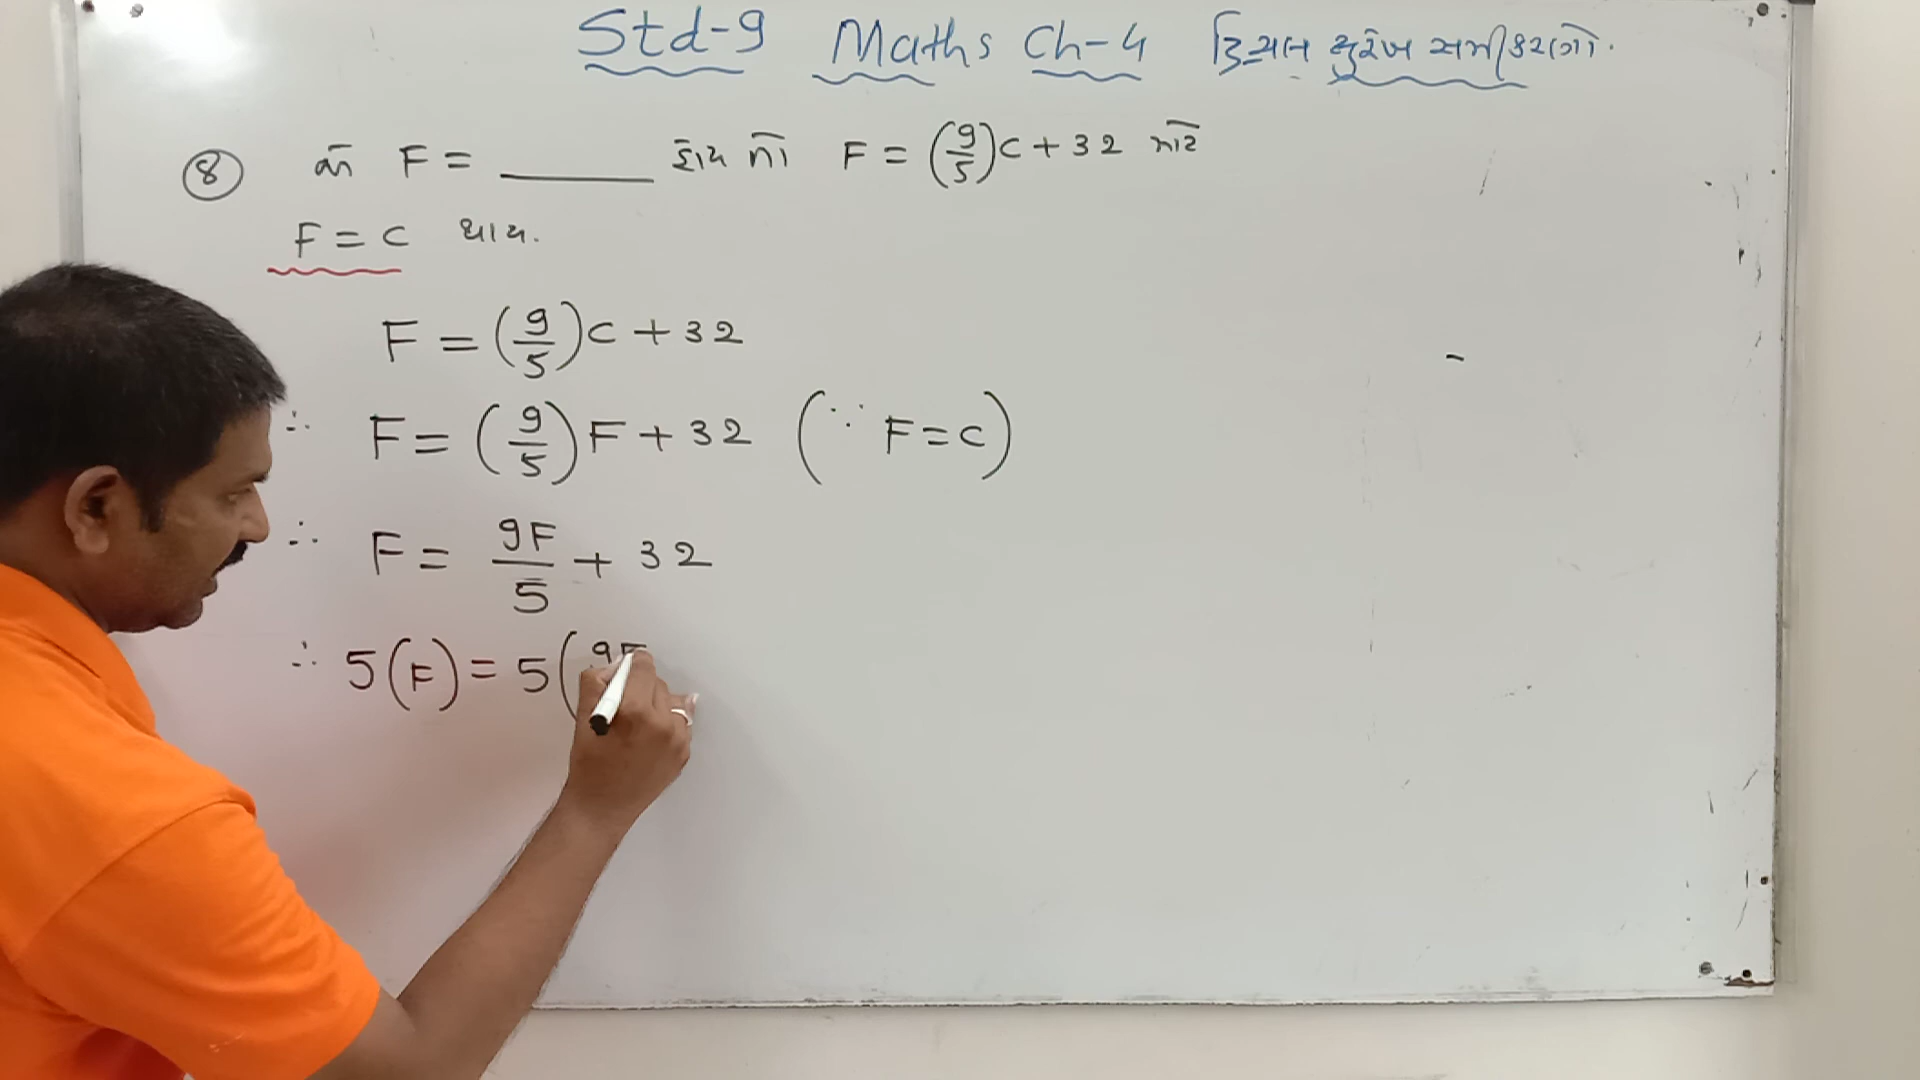 Std-9 Maths Ch-4 દ્વિચલ સુરેખ સમીકરણો.
(8) જો F = ______ હોય તો F = (9/5)C + 32 માટે
F = C થાય.
F = (9/5)C + 32
∴ F = (9/5)F + 32 (∵ F = C)
∴ F = 9F/5 + 32
∴ 5(F) = 5(9F